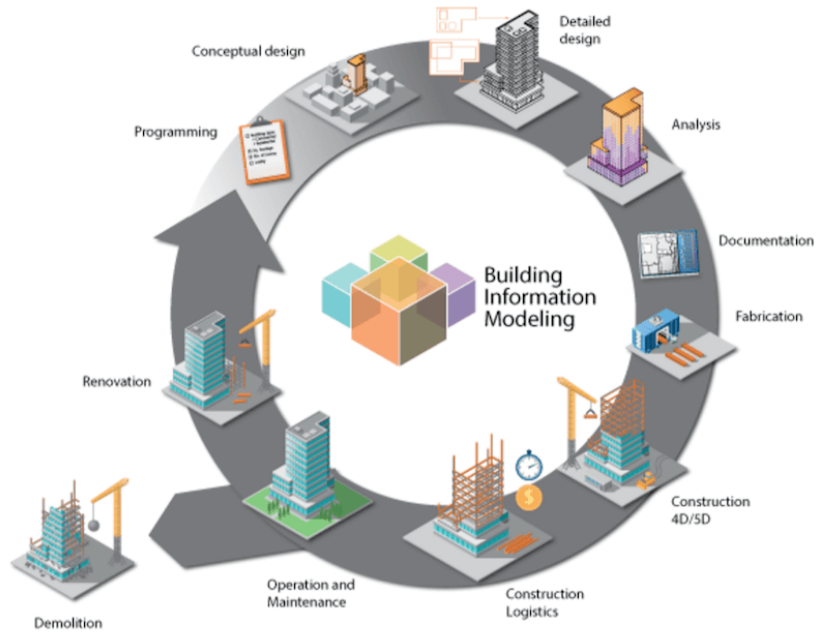 Conceptual design
Detailed
design
Programming
Analysis
Documentation
Building
Information
Modeling
Fabrication
Renovation
Construction
4D/5D
$
Operation and
Maintenance
Construction
Logistics
Demolition